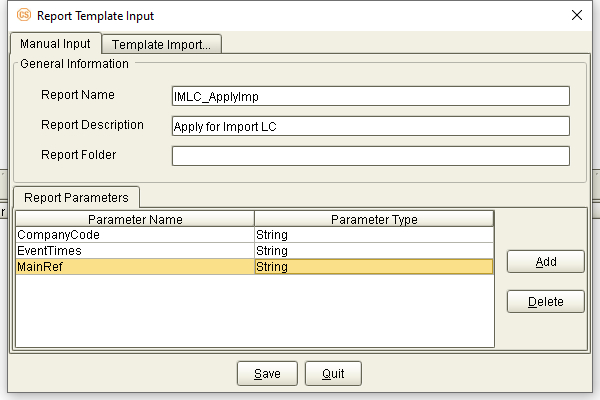 CS Report Template Input
Manual Input Template Import...
General Information
Report Name IMLC_ApplyImp
Report Description Apply for Import LC
Report Folder
r
Report Parameters
Parameter Name Parameter Type
CompanyCode String
EventTimes String
MainRef String
Add
Delete
Save Quit